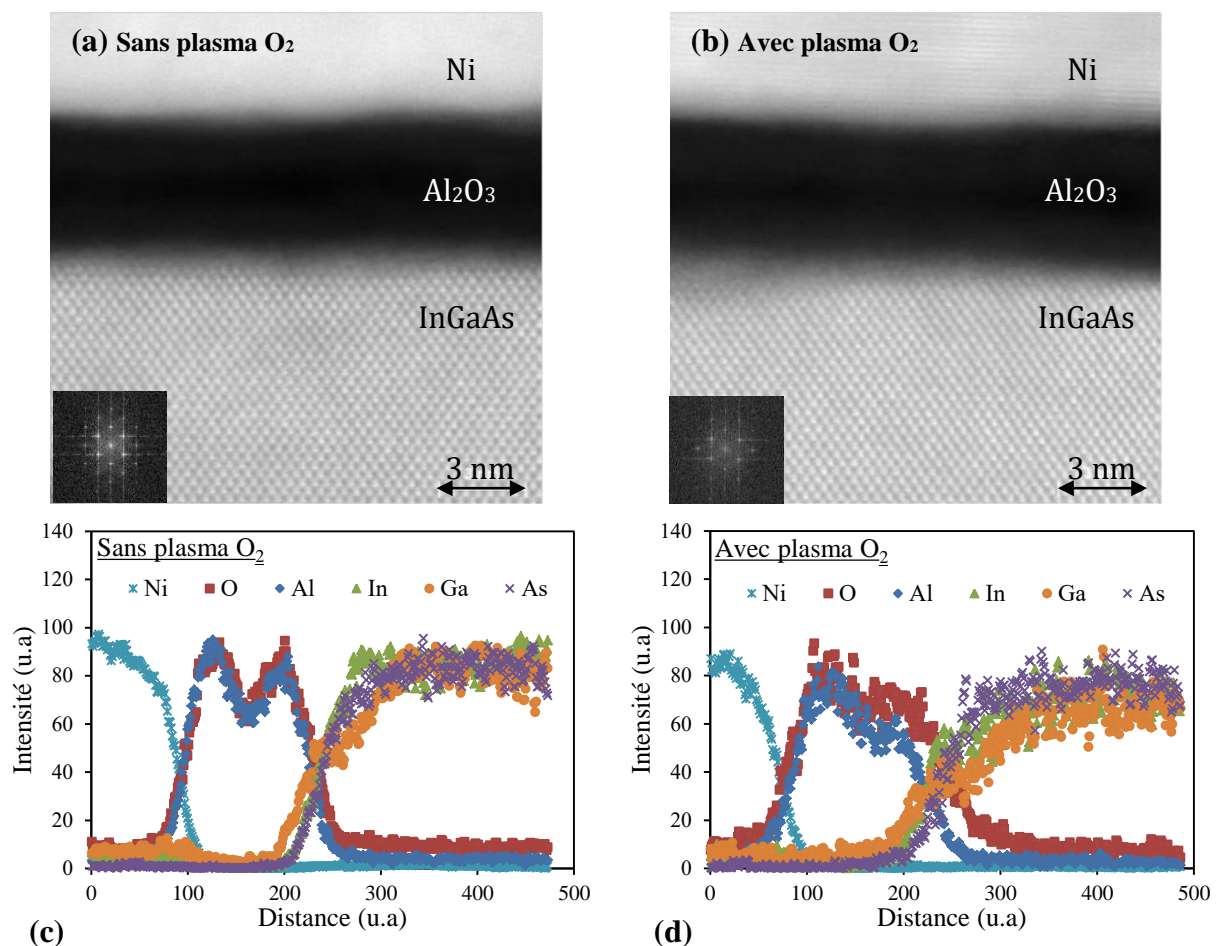 (a) Sans plasma O₂
Ni
Al₂O₃
InGaAs
3 nm
(b) Avec plasma O₂
Ni
Al₂O₃
InGaAs
3 nm
Sans plasma O₂
Ni O Al In Ga As
Intensité (u.a)
140
120
100
80
60
40
20
0
0 100 200 300 400 500
Distance (u.a)
(c)
Avec plasma O₂
Ni O Al In Ga As
Intensité (u.a)
140
120
100
80
60
40
20
0
0 100 200 300 400 500
Distance (u.a)
(d)